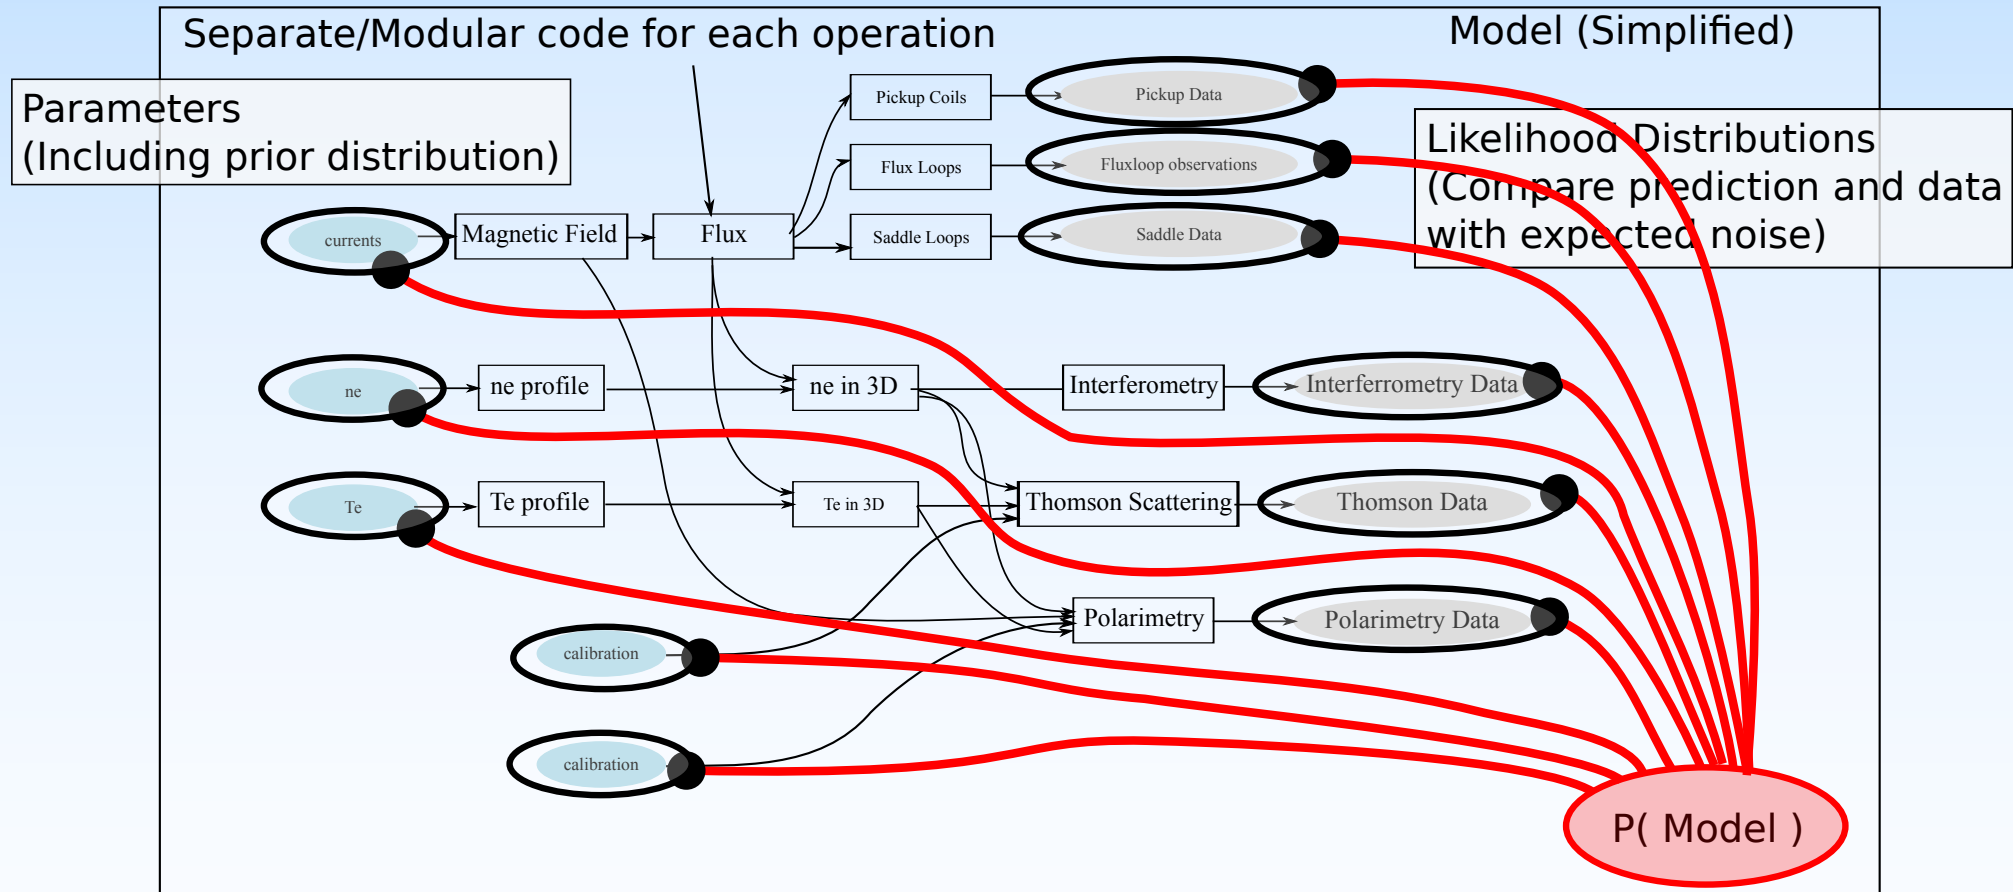 Separate/Modular code for each operation
Model (Simplified)
Parameters
(Including prior distribution)
Likelihood Distributions
(Compare prediction and data
with expected noise)
Pickup Coils
Pickup Data
Flux Loops
Fluxloop observations
currents
Magnetic Field
Flux
Saddle Loops
Saddle Data
ne
ne profile
ne in 3D
Interferometry
Interferrometry Data
Te
Te profile
Te in 3D
Thomson Scattering
Thomson Data
Polarimetry
Polarimetry Data
calibration
calibration
P( Model )